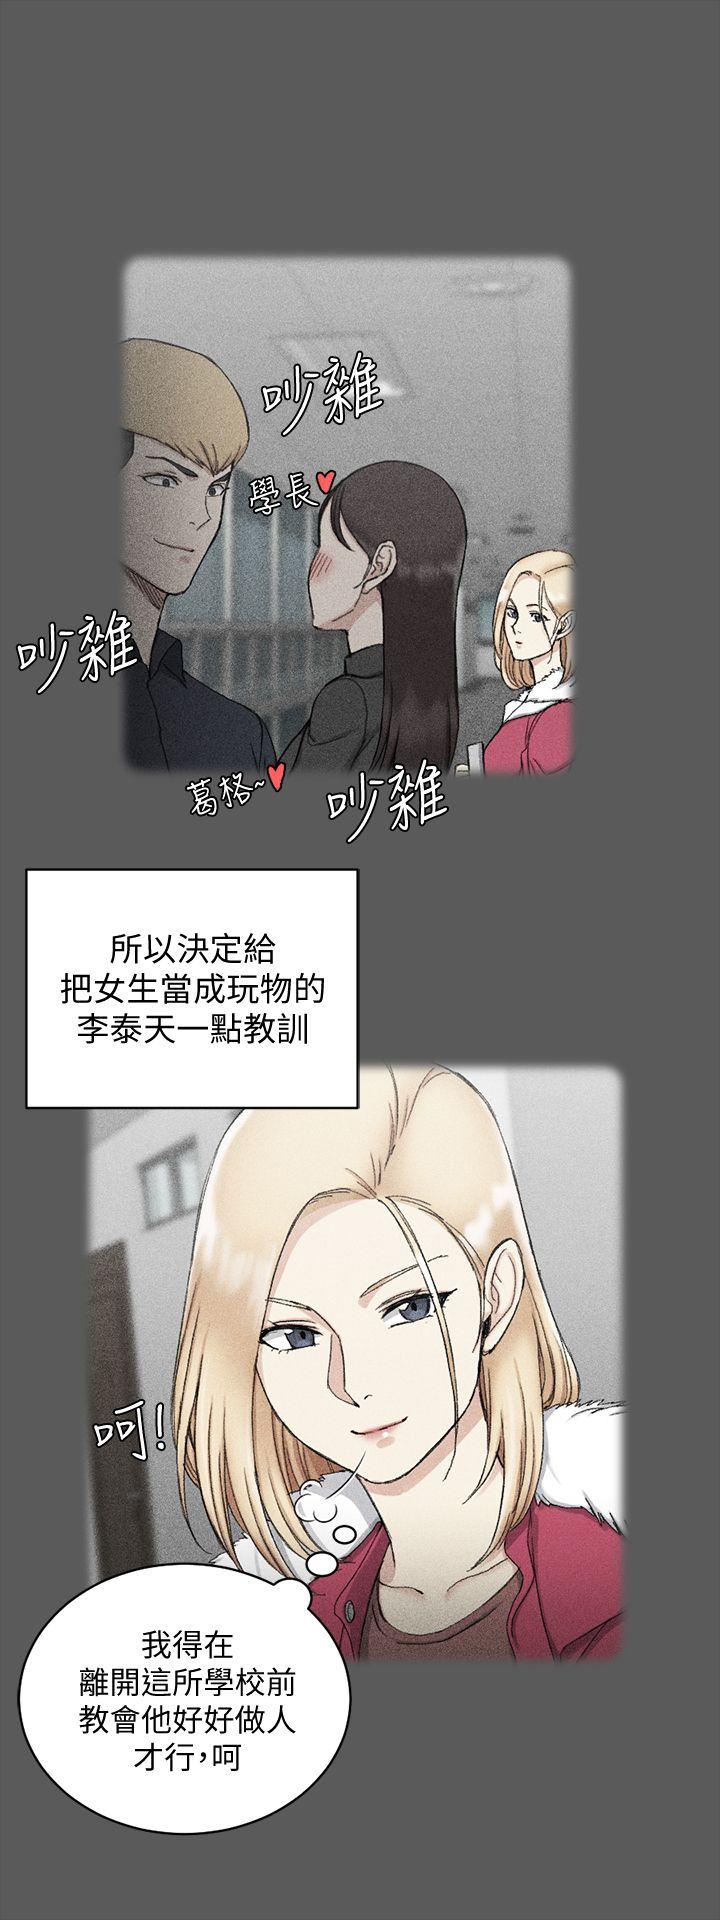 吵雜
學長
吵雜
葛格~
吵雜
所以決定給
把女生當成玩物的
李泰天一點教訓
呵!
我得在
離開這所學校前
教會他好好做人
才行，呵